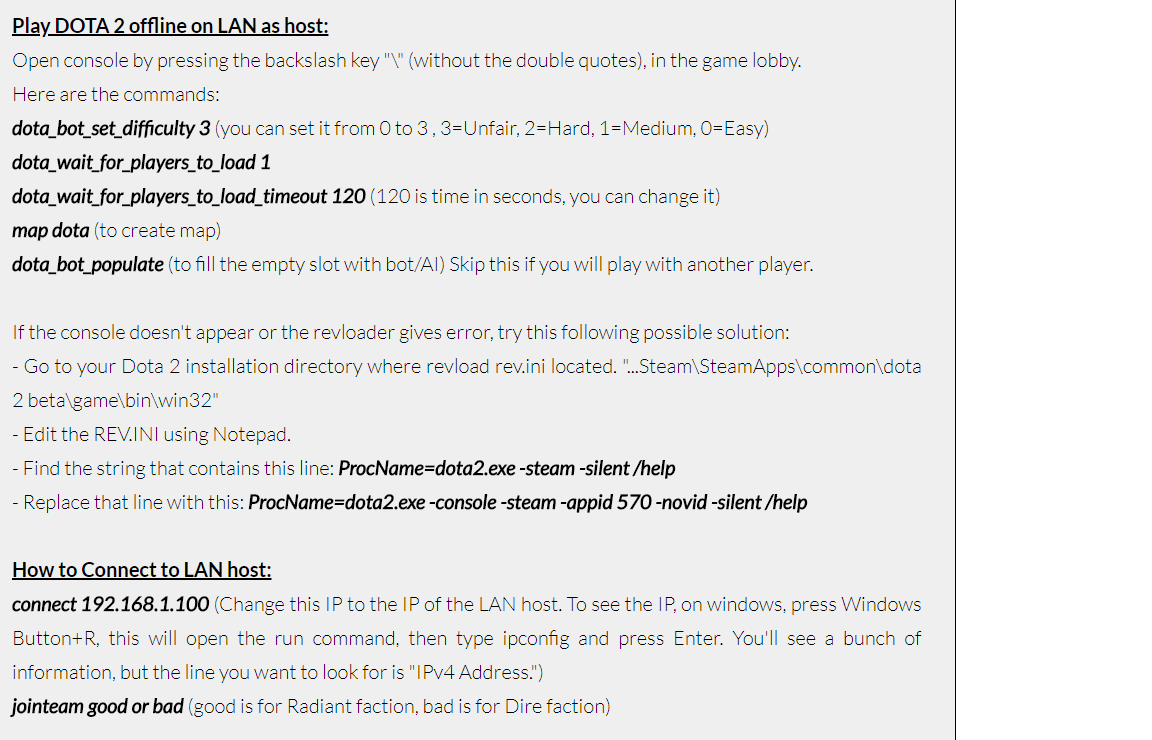 Play DOTA 2 offline on LAN as host:
Open console by pressing the backslash key "\" (without the double quotes), in the game lobby.
Here are the commands:
dota_bot_set_difficulty 3 (you can set it from 0 to 3 , 3=Unfair, 2=Hard, 1=Medium, 0=Easy)
dota_wait_for_players_to_load 1
dota_wait_for_players_to_load_timeout 120 (120 is time in seconds, you can change it)
map dota (to create map)
dota_bot_populate (to fill the empty slot with bot/AI) Skip this if you will play with another player.
If the console doesn't appear or the revloader gives error, try this following possible solution:
- Go to your Dota 2 installation directory where revload rev.ini located. "...Steam\SteamApps\common\dota
2 beta\game\bin\win32"
- Edit the REV.INI using Notepad.
- Find the string that contains this line: ProcName=dota2.exe -steam -silent /help
- Replace that line with this: ProcName=dota2.exe -console -steam -appid 570 -novid -silent /help
How to Connect to LAN host:
connect 192.168.1.100 (Change this IP to the IP of the LAN host. To see the IP, on windows, press Windows
Button+R, this will open the run command, then type ipconfig and press Enter. You'll see a bunch of
information, but the line you want to look for is "IPv4 Address.")
jointeam good or bad (good is for Radiant faction, bad is for Dire faction)